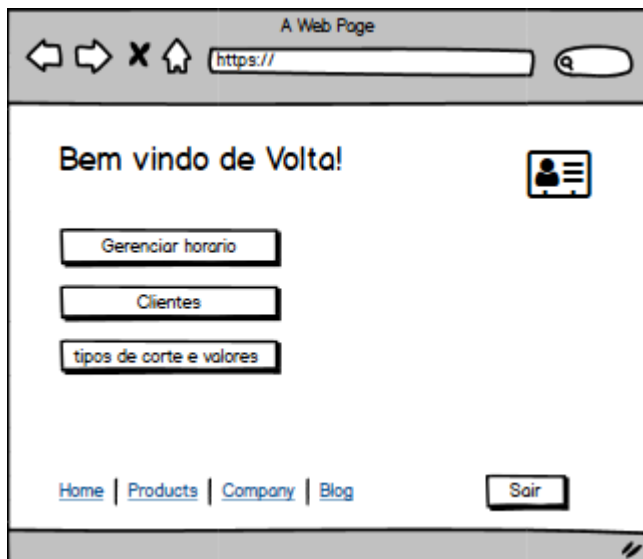 A Web Page
https://
Bem vindo de Volta!
Gerenciar horario
Clientes
tipos de corte e valores
Home | Products | Company | Blog
Sair